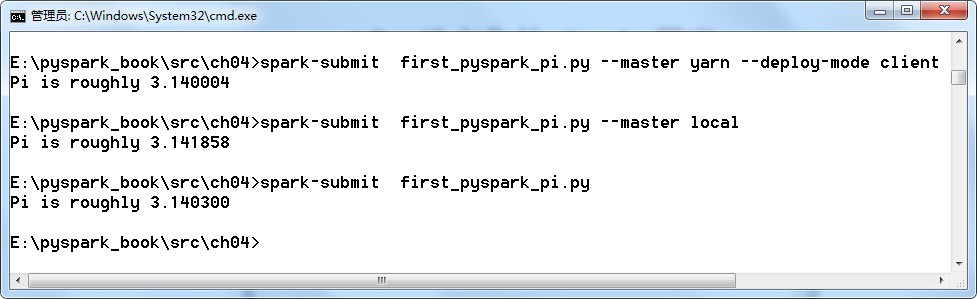 管理员: C:\Windows\System32\cmd.exe
E:\pyspark_book\src\ch04>spark-submit  first_pyspark_pi.py --master yarn --deploy-mode client
Pi is roughly 3.140004
E:\pyspark_book\src\ch04>spark-submit  first_pyspark_pi.py --master local
Pi is roughly 3.141858
E:\pyspark_book\src\ch04>spark-submit  first_pyspark_pi.py
Pi is roughly 3.140300
E:\pyspark_book\src\ch04>